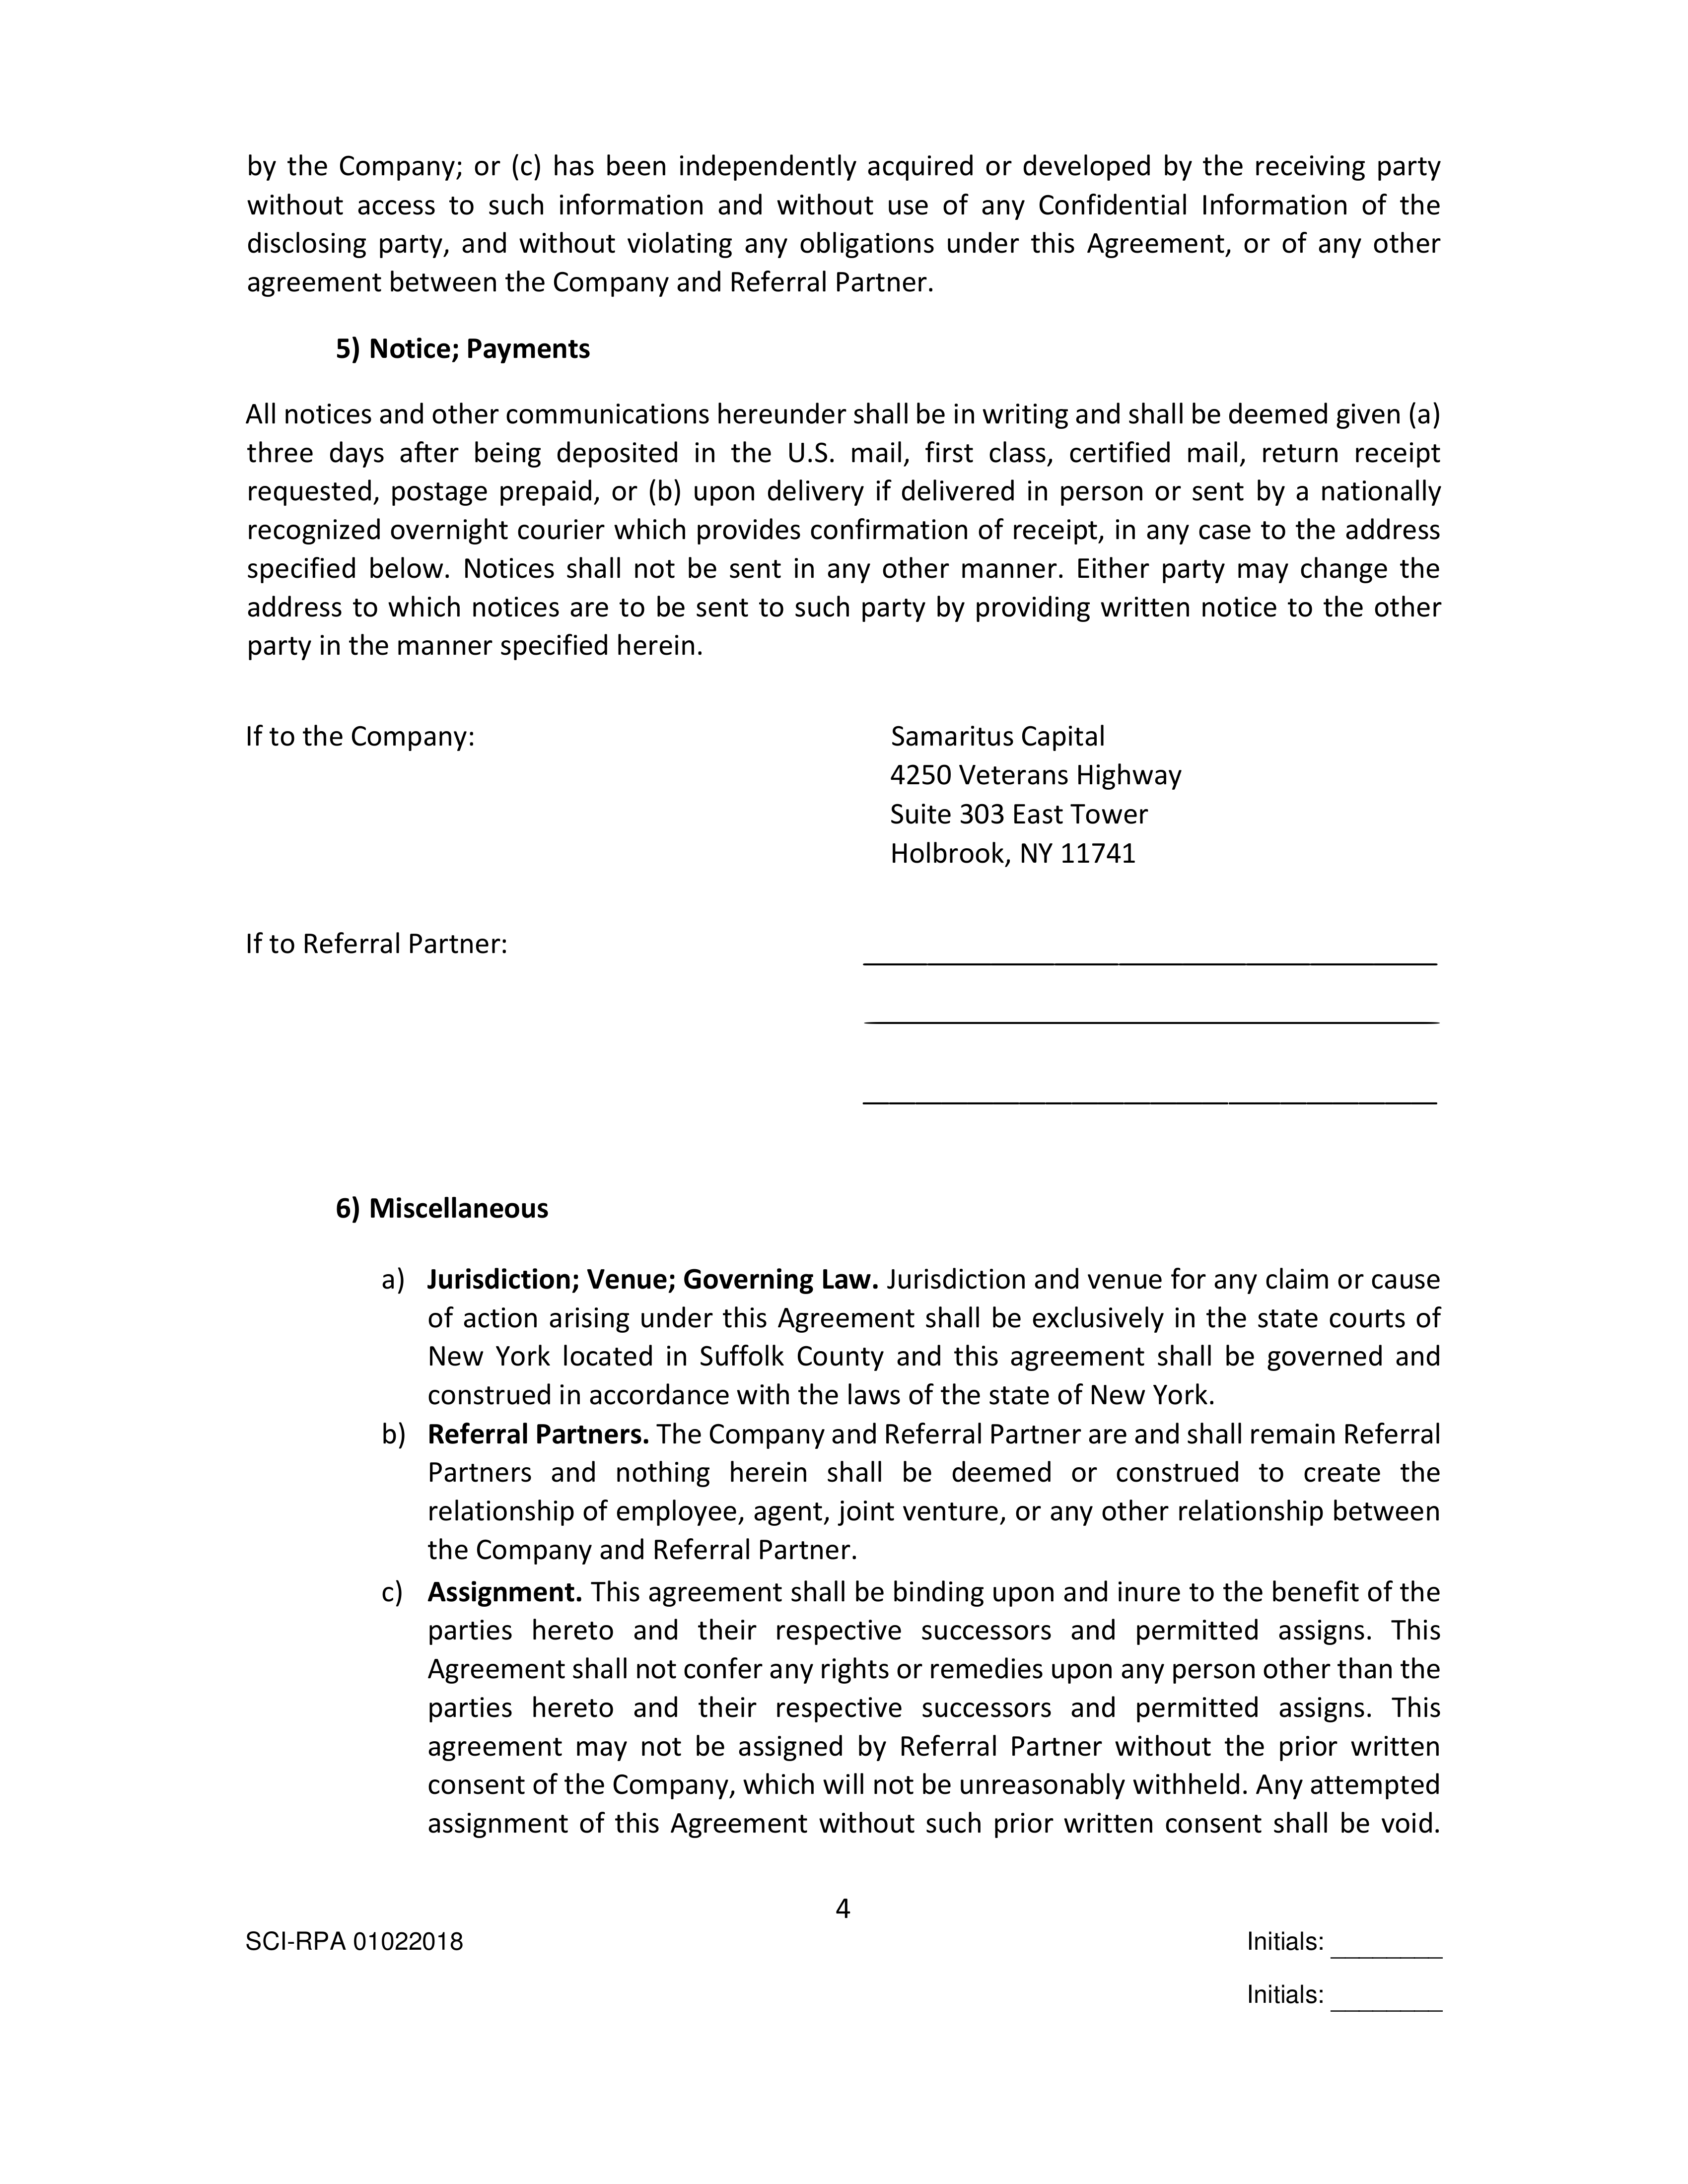 by the Company; or (c) has been independently acquired or developed by the receiving party
without access to such information and without use of any Confidential Information of the
disclosing party, and without violating any obligations under this Agreement, or of any other
agreement between the Company and Referral Partner.
5) Notice; Payments
All notices and other communications hereunder shall be in writing and shall be deemed given (a)
three days after being deposited in the U.S. mail, first class, certified mail, return receipt
requested, postage prepaid, or (b) upon delivery if delivered in person or sent by a nationally
recognized overnight courier which provides confirmation of receipt, in any case to the address
specified below. Notices shall not be sent in any other manner. Either party may change the
address to which notices are to be sent to such party by providing written notice to the other
party in the manner specified herein.
If to the Company:
Samaritus Capital
4250 Veterans Highway
Suite 303 East Tower
Holbrook, NY 11741
If to Referral Partner:
6) Miscellaneous
a) Jurisdiction; Venue; Governing Law. Jurisdiction and venue for any claim or cause
of action arising under this Agreement shall be exclusively in the state courts of
New York located in Suffolk County and this agreement shall be governed and
construed in accordance with the laws of the state of New York.
b) Referral Partners. The Company and Referral Partner are and shall remain Referral
Partners and nothing herein shall be deemed or construed to create the
relationship of employee, agent, joint venture, or any other relationship between
the Company and Referral Partner.
c) Assignment. This agreement shall be binding upon and inure to the benefit of the
parties hereto and their respective successors and permitted assigns. This
Agreement shall not confer any rights or remedies upon any person other than the
parties hereto and their respective successors and permitted assigns. This
agreement may not be assigned by Referral Partner without the prior written
consent of the Company, which will not be unreasonably withheld. Any attempted
assignment of this Agreement without such prior written consent shall be void.
4
SCI-RPA 01022018
Initials: ________
Initials: ________